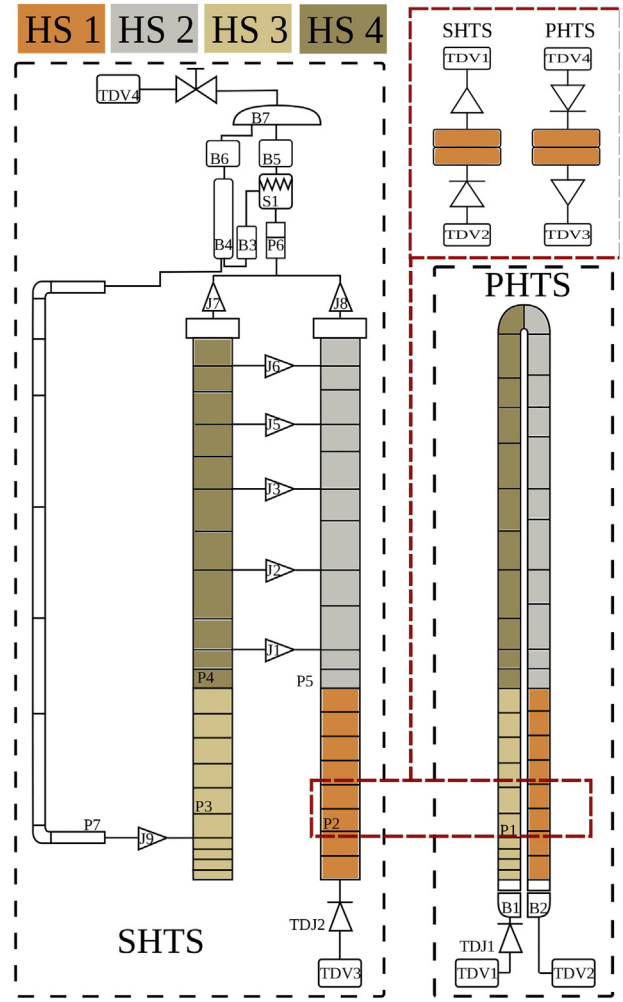 HS 1 HS 2 HS 3 HS 4
SHTS PHTS
TDV1 TDV4
TDV2 TDV3
TDV4
B7
B6 B5
S1
B4 B3 P6
J7 J8
J6
J5
J3
J2
J1
P4 P5
P3
P2
P7
J9
TDJ2
SHTS
TDV3
PHTS
P1
B1 B2
TDJ1
TDV1 TDV2